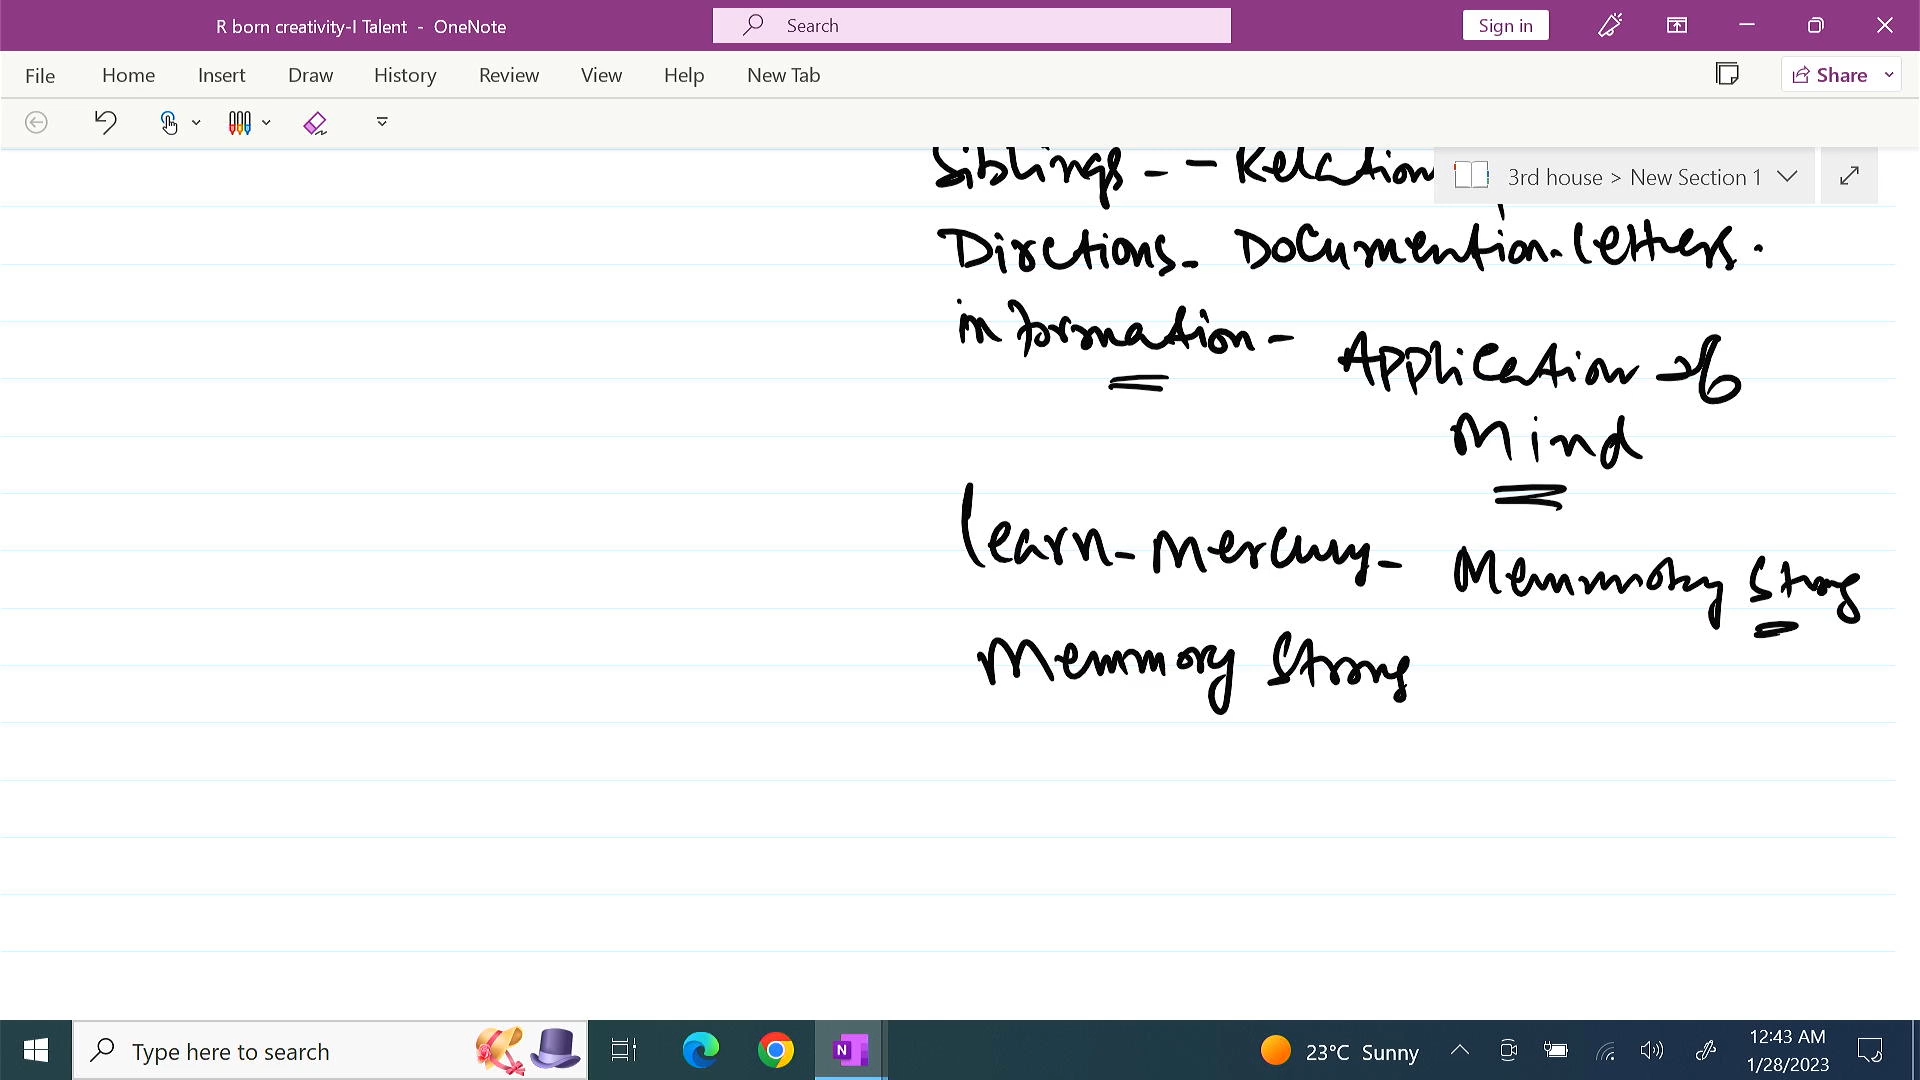 R born creativity-I Talent - OneNote
Search
Sign in
File Home Insert Draw History Review View Help New Tab
Share
3rd house > New Section 1
Siblings - - Relation
Dirctions - Documention. letters.
information - Application of
Mind
learn - Mercury - Memmory Strong
Memmory Strong
Type here to search
23°C Sunny
12:43 AM
1/28/2023